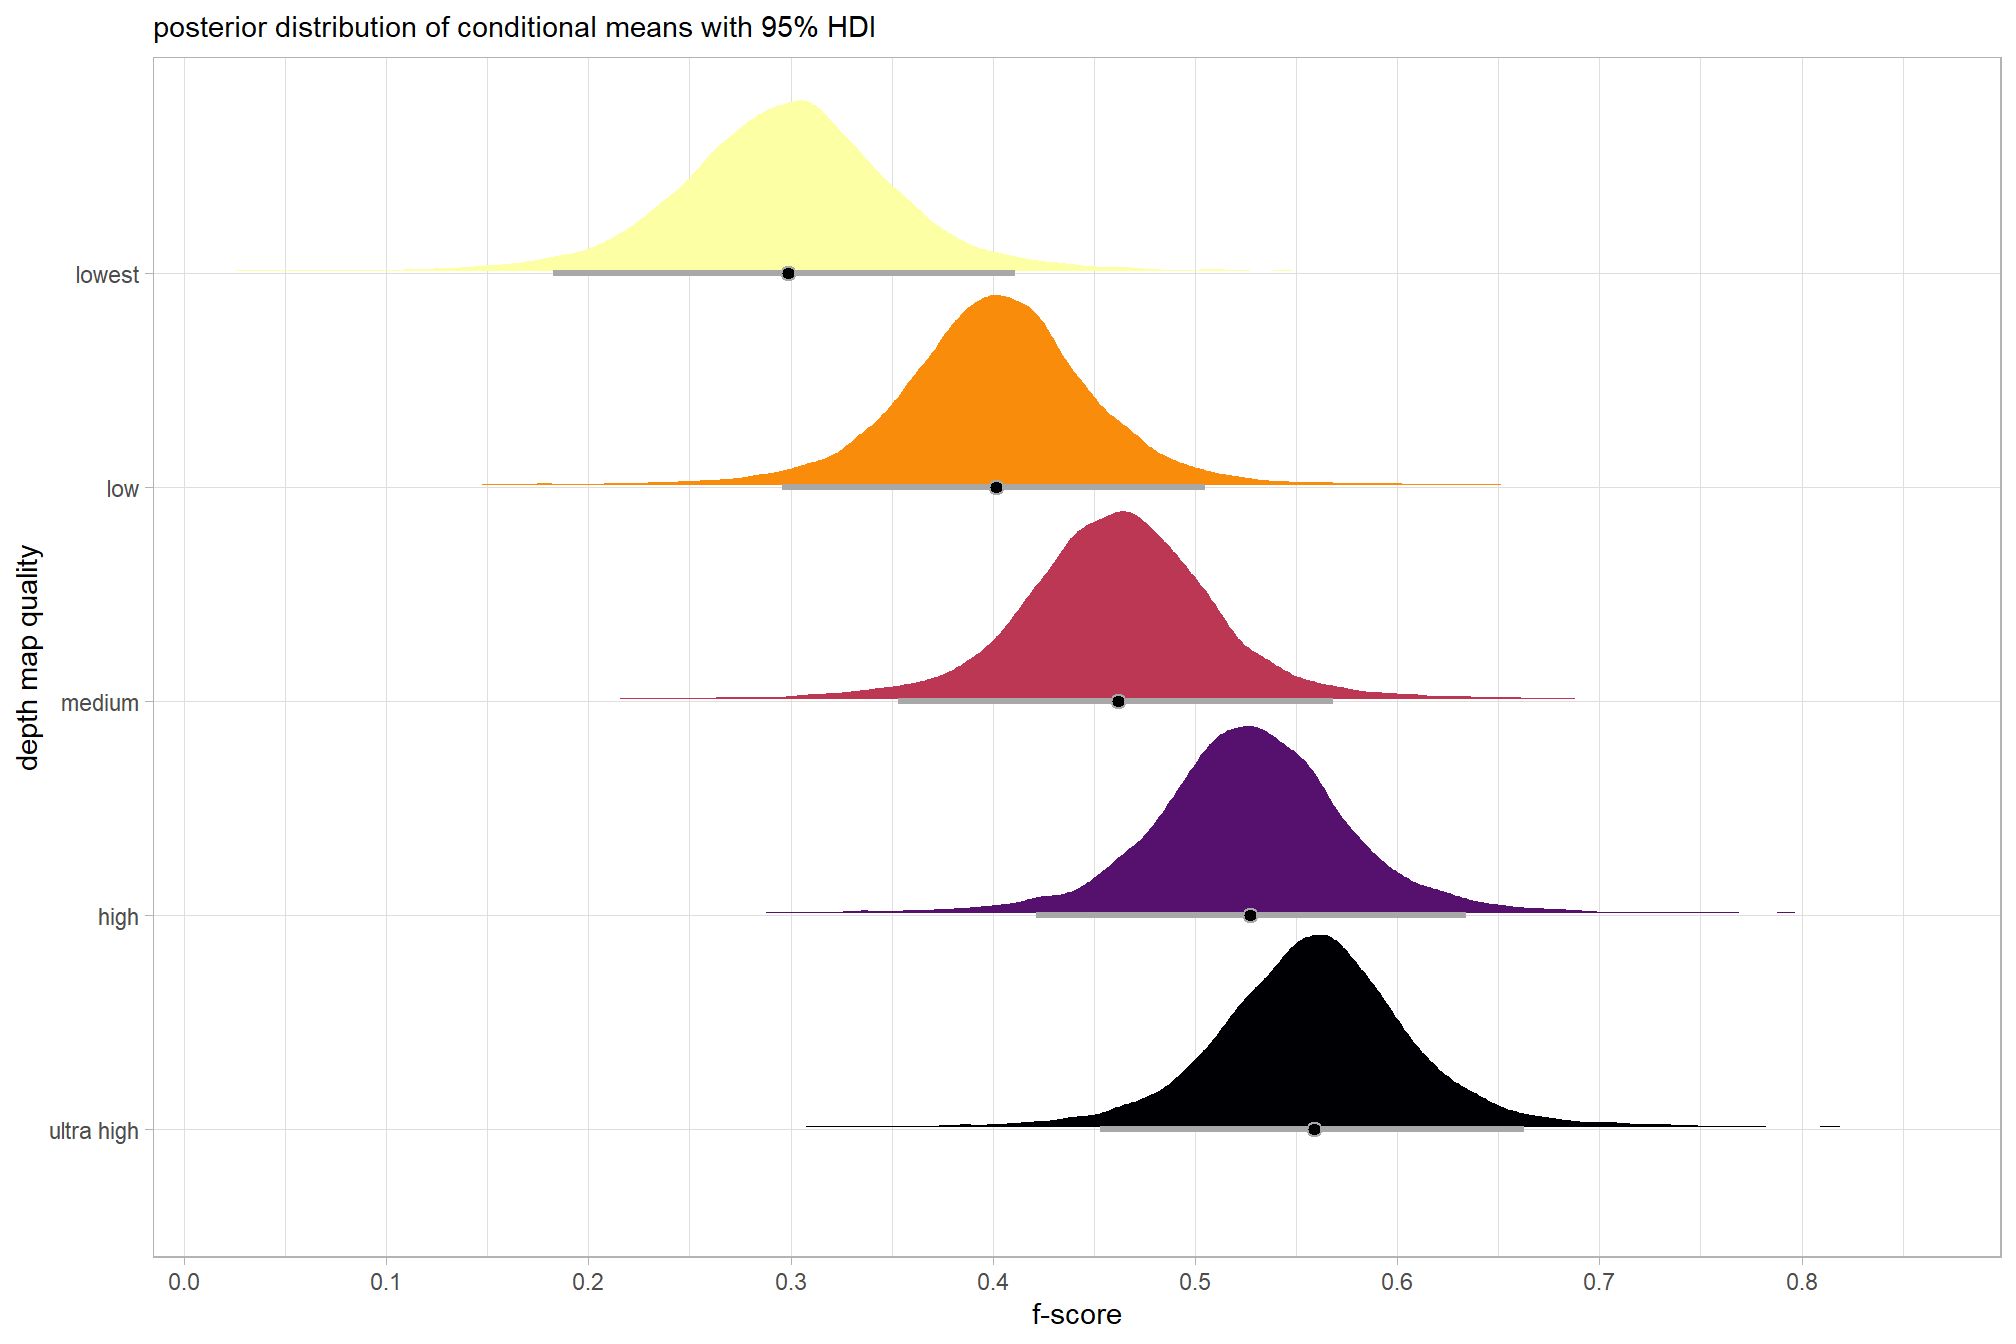 posterior distribution of conditional means with 95% HDI
depth map quality
lowest
low
medium
high
ultra high
0.0 0.1 0.2 0.3 0.4 0.5 0.6 0.7 0.8
f-score